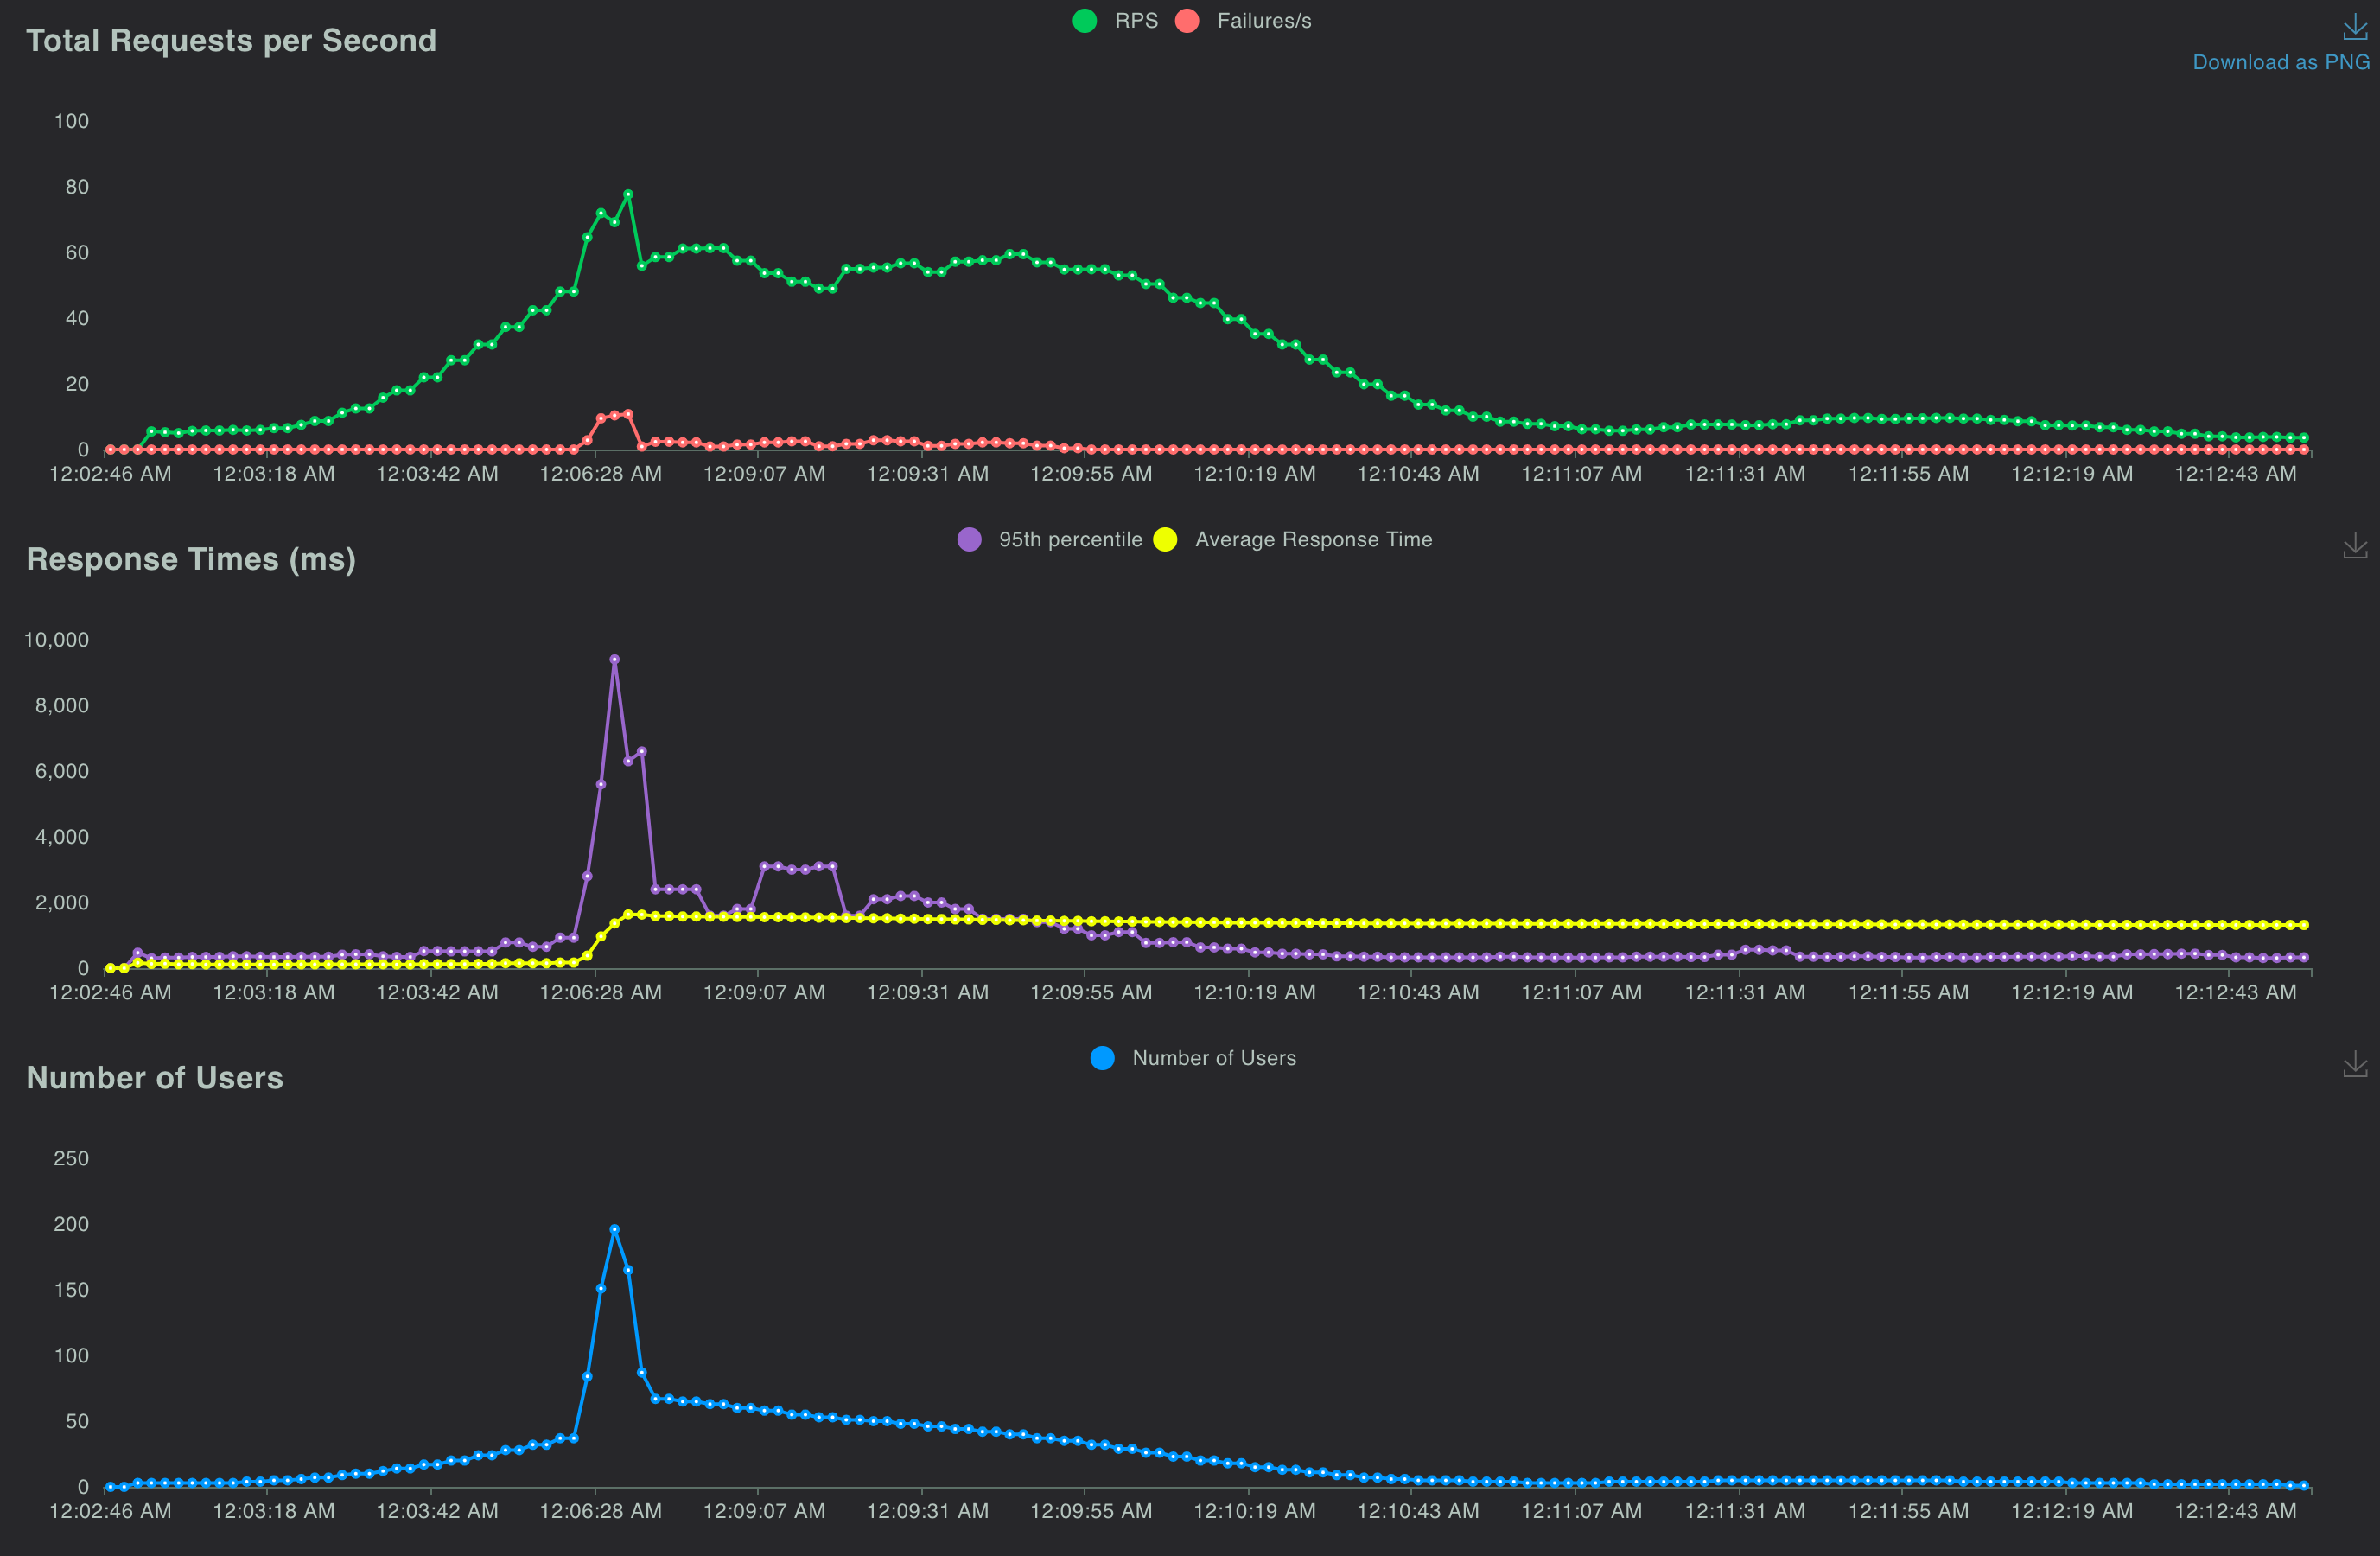 RPS Failures/s
Total Requests per Second
Download as PNG
100
80
60
40
20
0
12:02:46 AM 12:03:18 AM 12:03:42 AM 12:06:28 AM 12:09:07 AM 12:09:31 AM 12:09:55 AM 12:10:19 AM 12:10:43 AM 12:11:07 AM 12:11:31 AM 12:11:55 AM 12:12:19 AM 12:12:43 AM
95th percentile Average Response Time
Response Times (ms)
10,000
8,000
6,000
4,000
2,000
0
12:02:46 AM 12:03:18 AM 12:03:42 AM 12:06:28 AM 12:09:07 AM 12:09:31 AM 12:09:55 AM 12:10:19 AM 12:10:43 AM 12:11:07 AM 12:11:31 AM 12:11:55 AM 12:12:19 AM 12:12:43 AM
Number of Users
Number of Users
250
200
150
100
50
0
12:02:46 AM 12:03:18 AM 12:03:42 AM 12:06:28 AM 12:09:07 AM 12:09:31 AM 12:09:55 AM 12:10:19 AM 12:10:43 AM 12:11:07 AM 12:11:31 AM 12:11:55 AM 12:12:19 AM 12:12:43 AM